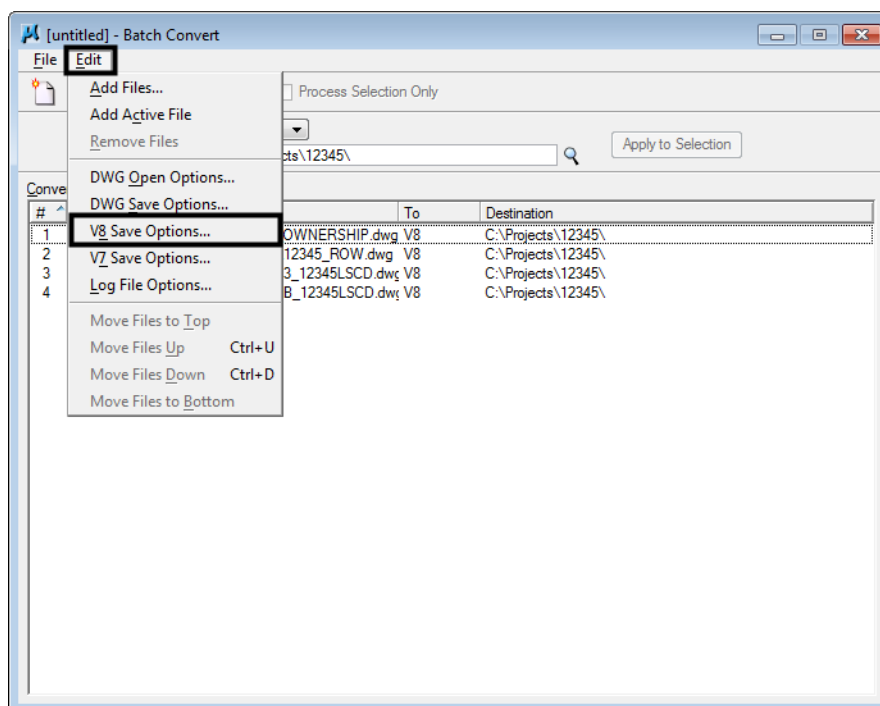 [untitled] - Batch Convert
File Edit
Add Files...
Add Active File
Remove Files
DWG Open Options...
DWG Save Options...
V8 Save Options...
V7 Save Options...
Log File Options...
Move Files to Top
Move Files Up Ctrl+U
Move Files Down Ctrl+D
Move Files to Bottom
Process Selection Only
cts\12345\
Apply to Selection
Conve
# To Destination
1 OWNERSHIP.dwg V8 C:\Projects\12345\
2 12345_ROW.dwg V8 C:\Projects\12345\
3 3_12345LSCD.dwg V8 C:\Projects\12345\
4 B_12345LSCD.dwg V8 C:\Projects\12345\